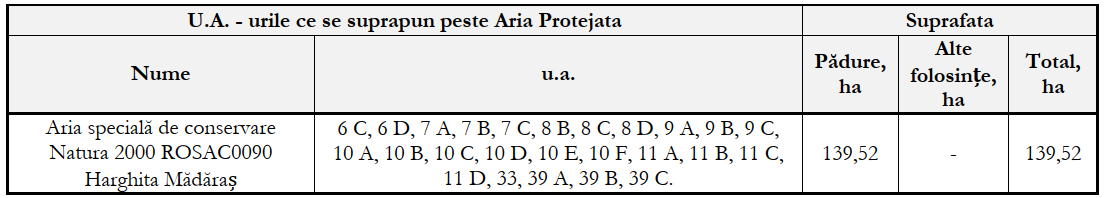 U.A. - urile ce se suprapun peste Aria Protejata
Suprafata
Nume
u.a.
Pădure, ha
Alte folosințe, ha
Total, ha
Aria specială de conservare
Natura 2000 ROSAC0090
Harghita Mădăraș
6 C, 6 D, 7 A, 7 B, 7 C, 8 B, 8 C, 8 D, 9 A, 9 B, 9 C,
10 A, 10 B, 10 C, 10 D, 10 E, 10 F, 11 A, 11 B, 11 C,
11 D, 33, 39 A, 39 B, 39 C.
139,52
-
139,52